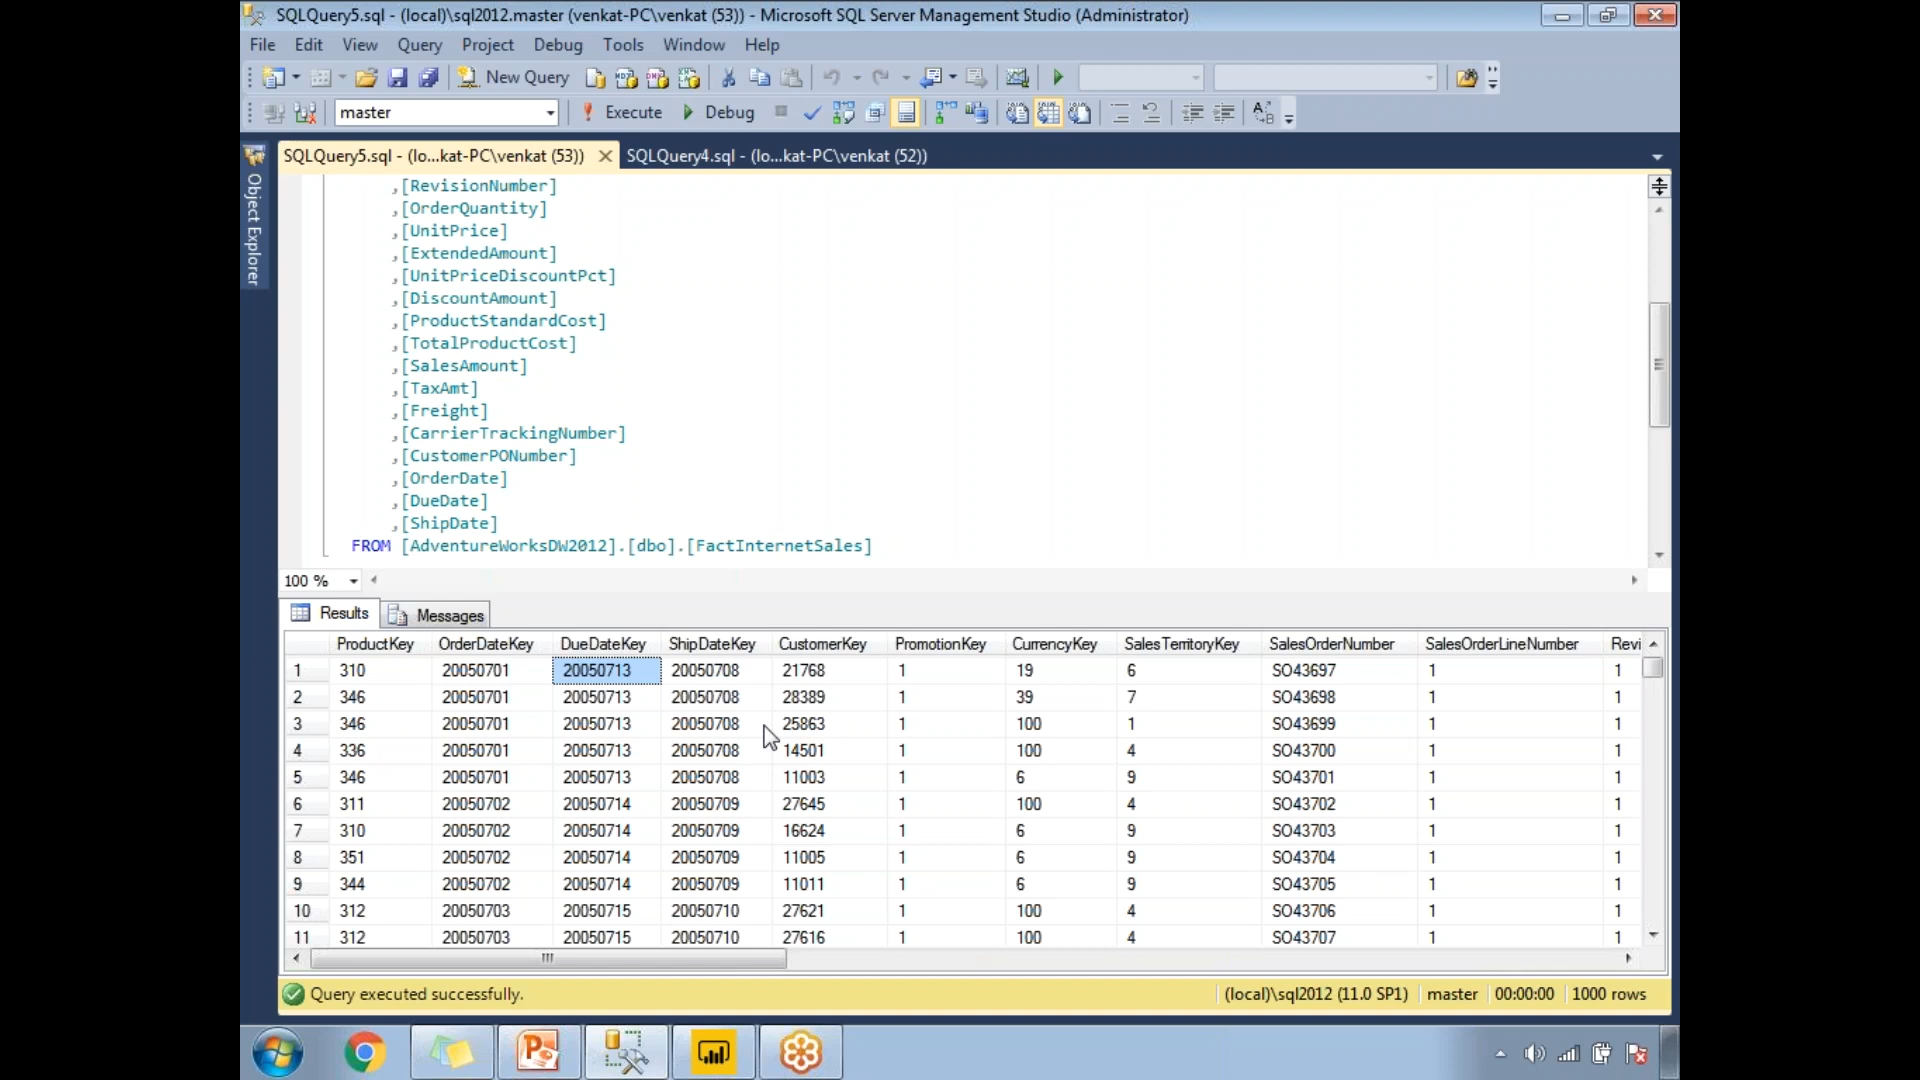 SQLQuery5.sql - (local)\sql2012.master (venkat-PC\venkat (53)) - Microsoft SQL Server Management Studio (Administrator)
File Edit View Query Project Debug Tools Window Help
New Query
master Execute Debug
SQLQuery5.sql - (lo...kat-PC\venkat (53)) SQLQuery4.sql - (lo...kat-PC\venkat (52))
Object Explorer
,[RevisionNumber]
,[OrderQuantity]
,[UnitPrice]
,[ExtendedAmount]
,[UnitPriceDiscountPct]
,[DiscountAmount]
,[ProductStandardCost]
,[TotalProductCost]
,[SalesAmount]
,[TaxAmt]
,[Freight]
,[CarrierTrackingNumber]
,[CustomerPONumber]
,[OrderDate]
,[DueDate]
,[ShipDate]
FROM [AdventureWorksDW2012].[dbo].[FactInternetSales]
100 %
Results Messages
ProductKey OrderDateKey DueDateKey ShipDateKey CustomerKey PromotionKey CurrencyKey SalesTerritoryKey SalesOrderNumber SalesOrderLineNumber Revi
1 310 20050701 20050713 20050708 21768 1 19 6 SO43697 1 1
2 346 20050701 20050713 20050708 28389 1 39 7 SO43698 1 1
3 346 20050701 20050713 20050708 25863 1 100 1 SO43699 1 1
4 336 20050701 20050713 20050708 14501 1 100 4 SO43700 1 1
5 346 20050701 20050713 20050708 11003 1 6 9 SO43701 1 1
6 311 20050702 20050714 20050709 27645 1 100 4 SO43702 1 1
7 310 20050702 20050714 20050709 16624 1 6 9 SO43703 1 1
8 351 20050702 20050714 20050709 11005 1 6 9 SO43704 1 1
9 344 20050702 20050714 20050709 11011 1 6 9 SO43705 1 1
10 312 20050703 20050715 20050710 27621 1 100 4 SO43706 1 1
11 312 20050703 20050715 20050710 27616 1 100 4 SO43707 1 1
Query executed successfully. (local)\sql2012 (11.0 SP1) master 00:00:00 1000 rows